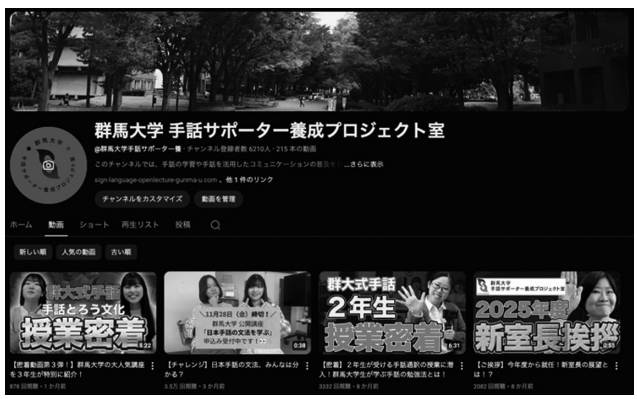 群馬大学 手話サポーター養成プロジェクト室
@群馬大学手話サポーター養 · チャンネル登録者数 6210人 · 215 本の動画
このチャンネルでは、手話の学習や手話を活用したコミュニケーションの普及を目 ...さらに表示
sign-language-openlecture-gunma-u.com 、他 1 件のリンク
チャンネルをカスタマイズ 動画を管理
ホーム 動画 ショート 再生リスト 投稿
新しい順 人気の動画 古い順
群大式手話
手話とろう文化
授業密着
5:22
11月28日（金）締切！
群馬大学 公開講座
「日本手話の文法を学ぶ」
申込み受付中です！
0:38
群大式手話
2年生
授業密着
6:31
群馬大学
手話サポーター養成プロジェクト室
2025年度
新室長挨拶
2:55
【密着動画第3弾！】群馬大学の大人気講座を3年生が特別に紹介！
878 回視聴 · 1 か月前
【チャレンジ】日本手話の文法、みんなは分かる？
3.5万 回視聴 · 3 か月前
【密着】2年生が受ける手話通訳の授業に潜入！群馬大学生が学ぶ手話の勉強法とは！
3332 回視聴 · 8 か月前
【ご挨拶】今年度から就任！新室長の展望とは！？
2082 回視聴 · 8 か月前